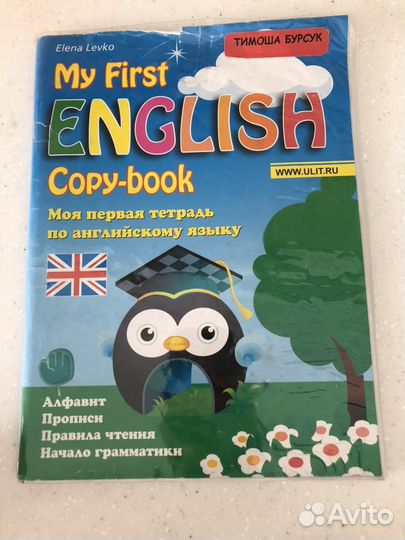 Elena Levko
ТИМОША БУРСУК
My First
ENGLISH
Copy-book
WWW.ULIT.RU
Моя первая тетрадь
по английскому языку
Алфавит
Прописи
Правила чтения
Начало грамматики
Avito